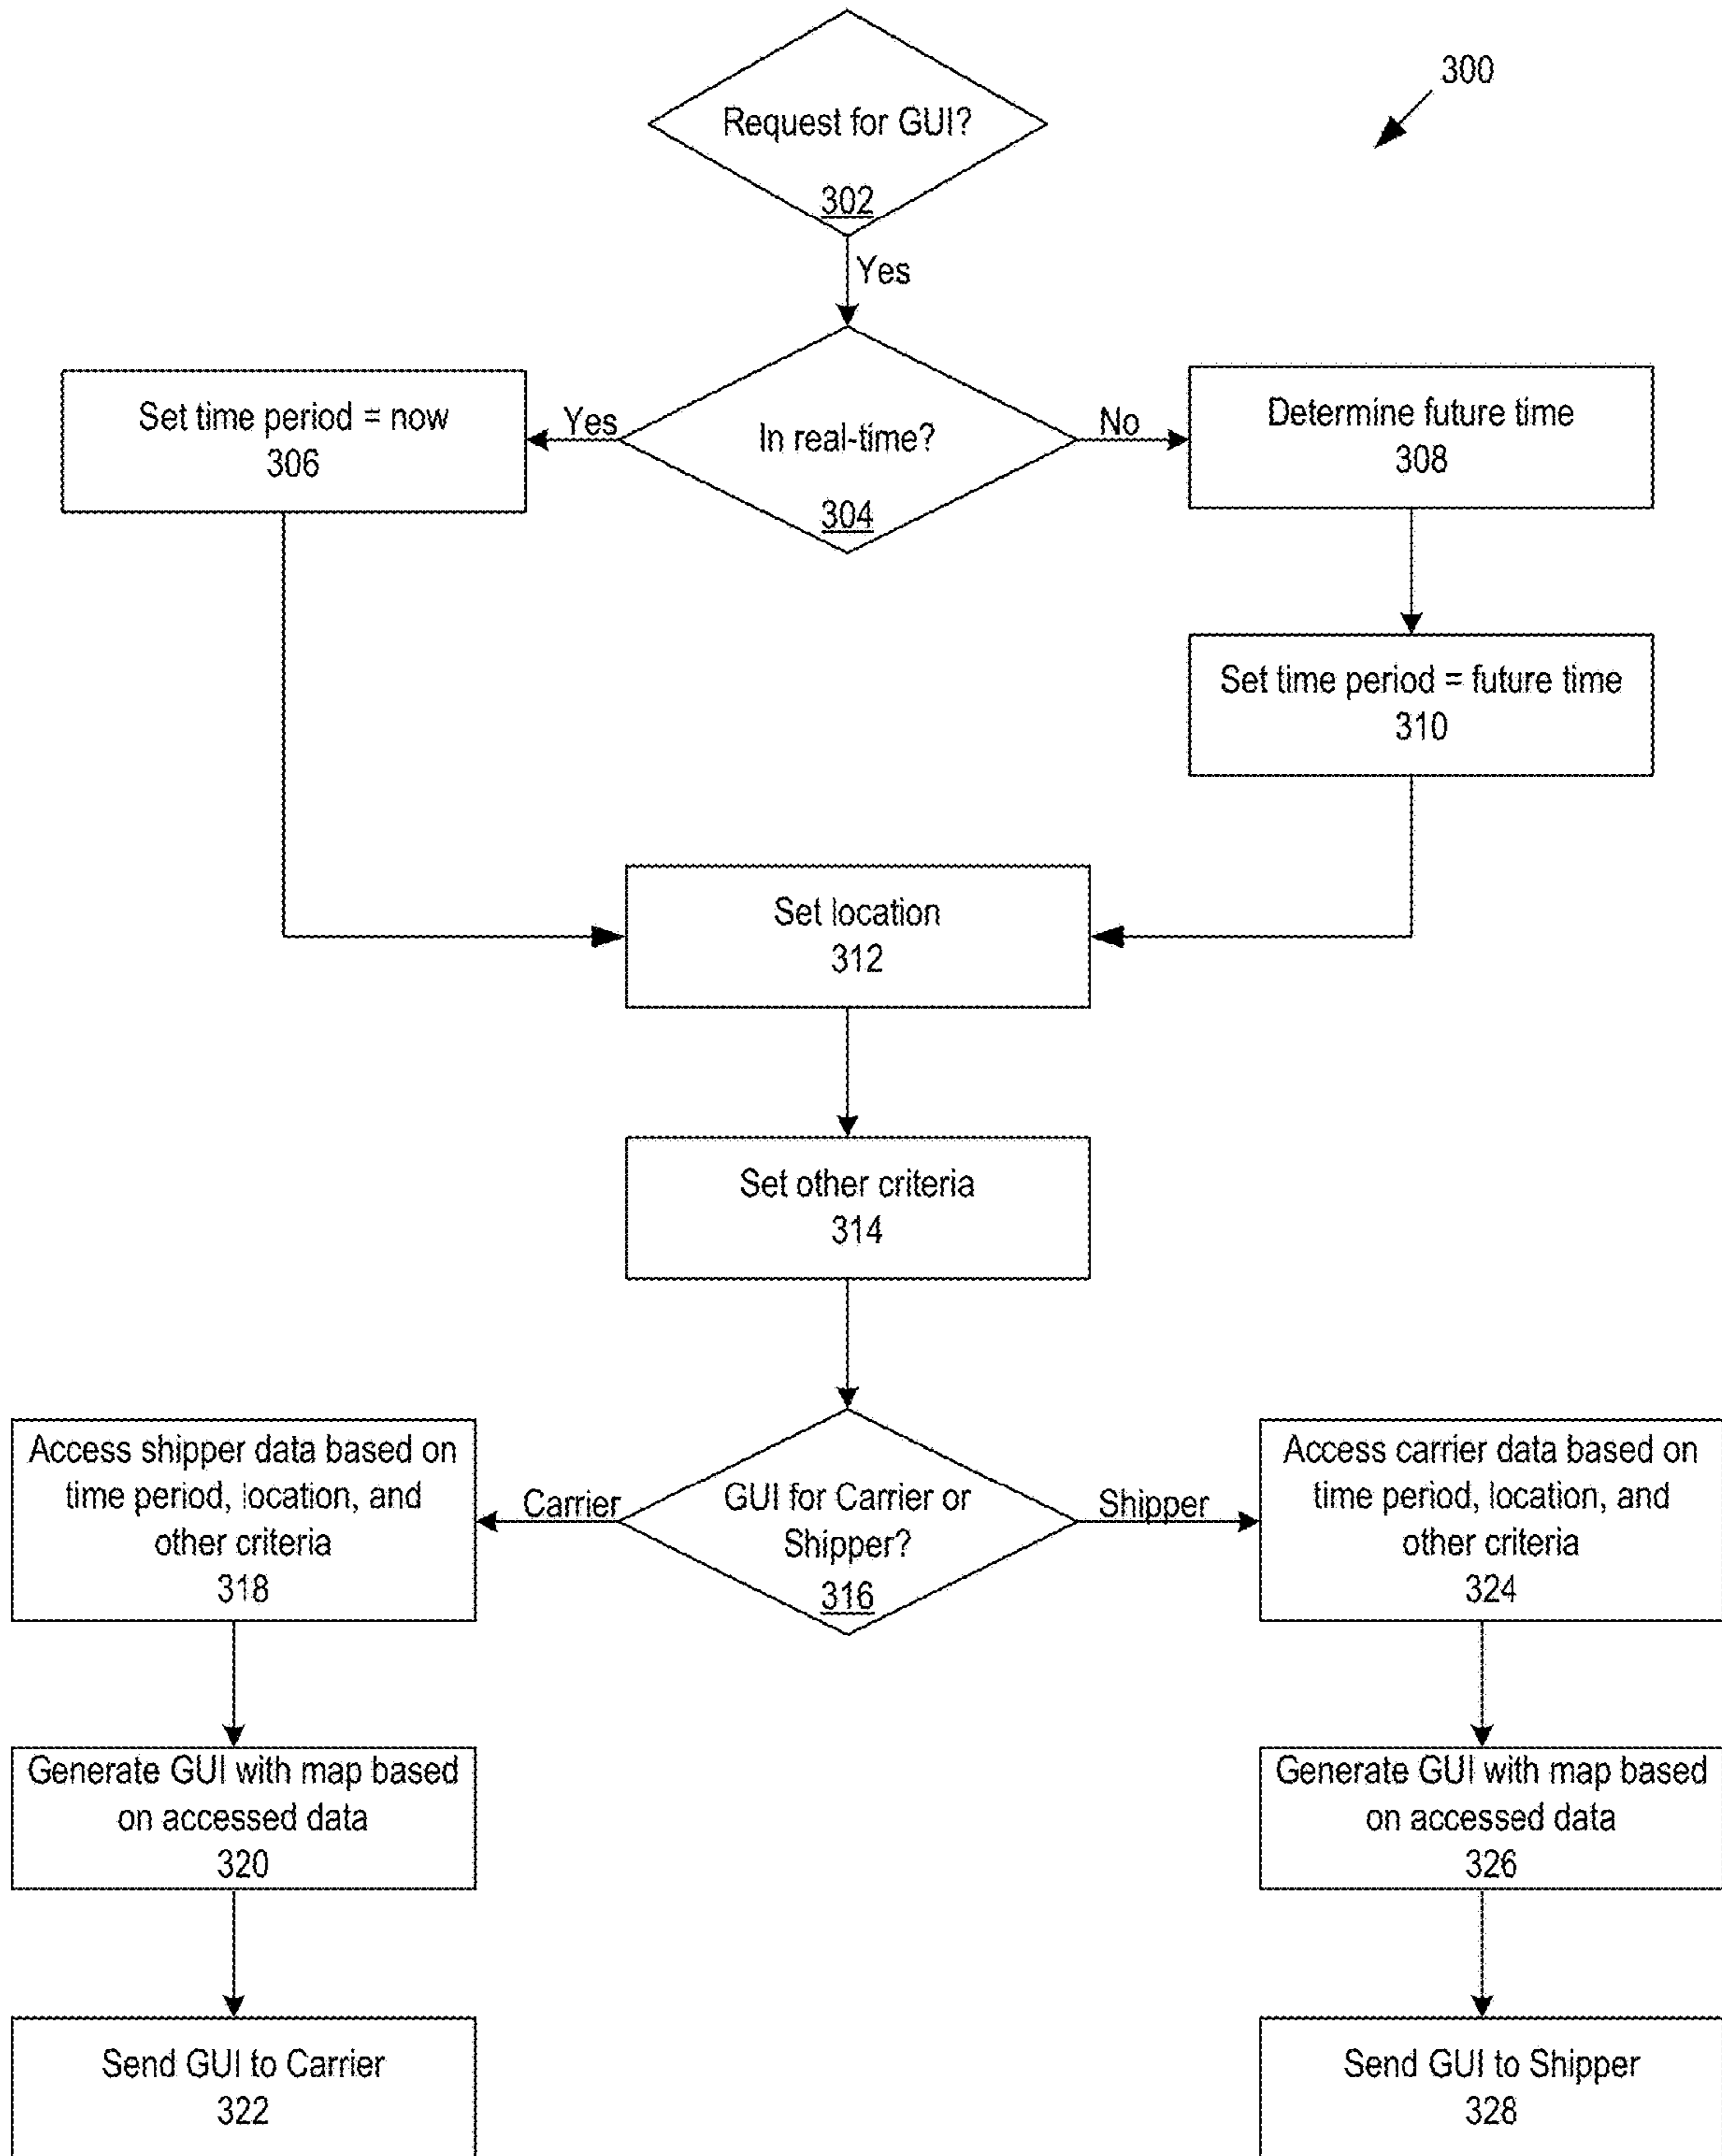 300
Request for GUI?
302
Yes
Set time period = now
306
Yes
In real-time?
304
No
Determine future time
308
Set time period = future time
310
Set location
312
Set other criteria
314
Access shipper data based on
time period, location, and
other criteria
318
Carrier
GUI for Carrier or
Shipper?
316
Shipper
Access carrier data based on
time period, location, and
other criteria
324
Generate GUI with map based
on accessed data
320
Generate GUI with map based
on accessed data
326
Send GUI to Carrier
322
Send GUI to Shipper
328